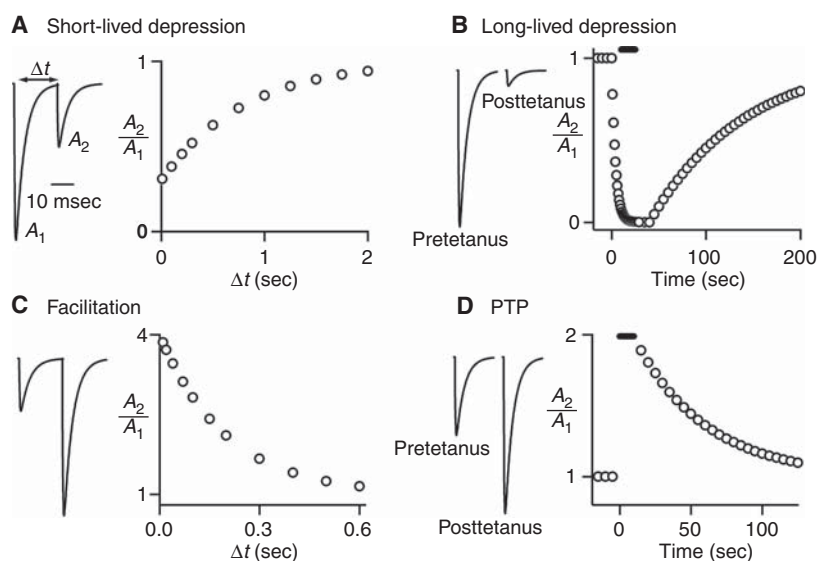 A Short-lived depression
Δt
A₂
10 msec
A₁
A₂
A₁
1
0
0 1 2
Δt (sec)
B Long-lived depression
Posttetanus
Pretetanus
A₂
A₁
1
0
0 100 200
Time (sec)
C Facilitation
A₂
A₁
4
1
0.0 0.3 0.6
Δt (sec)
D PTP
Pretetanus
Posttetanus
A₂
A₁
2
1
0 50 100
Time (sec)